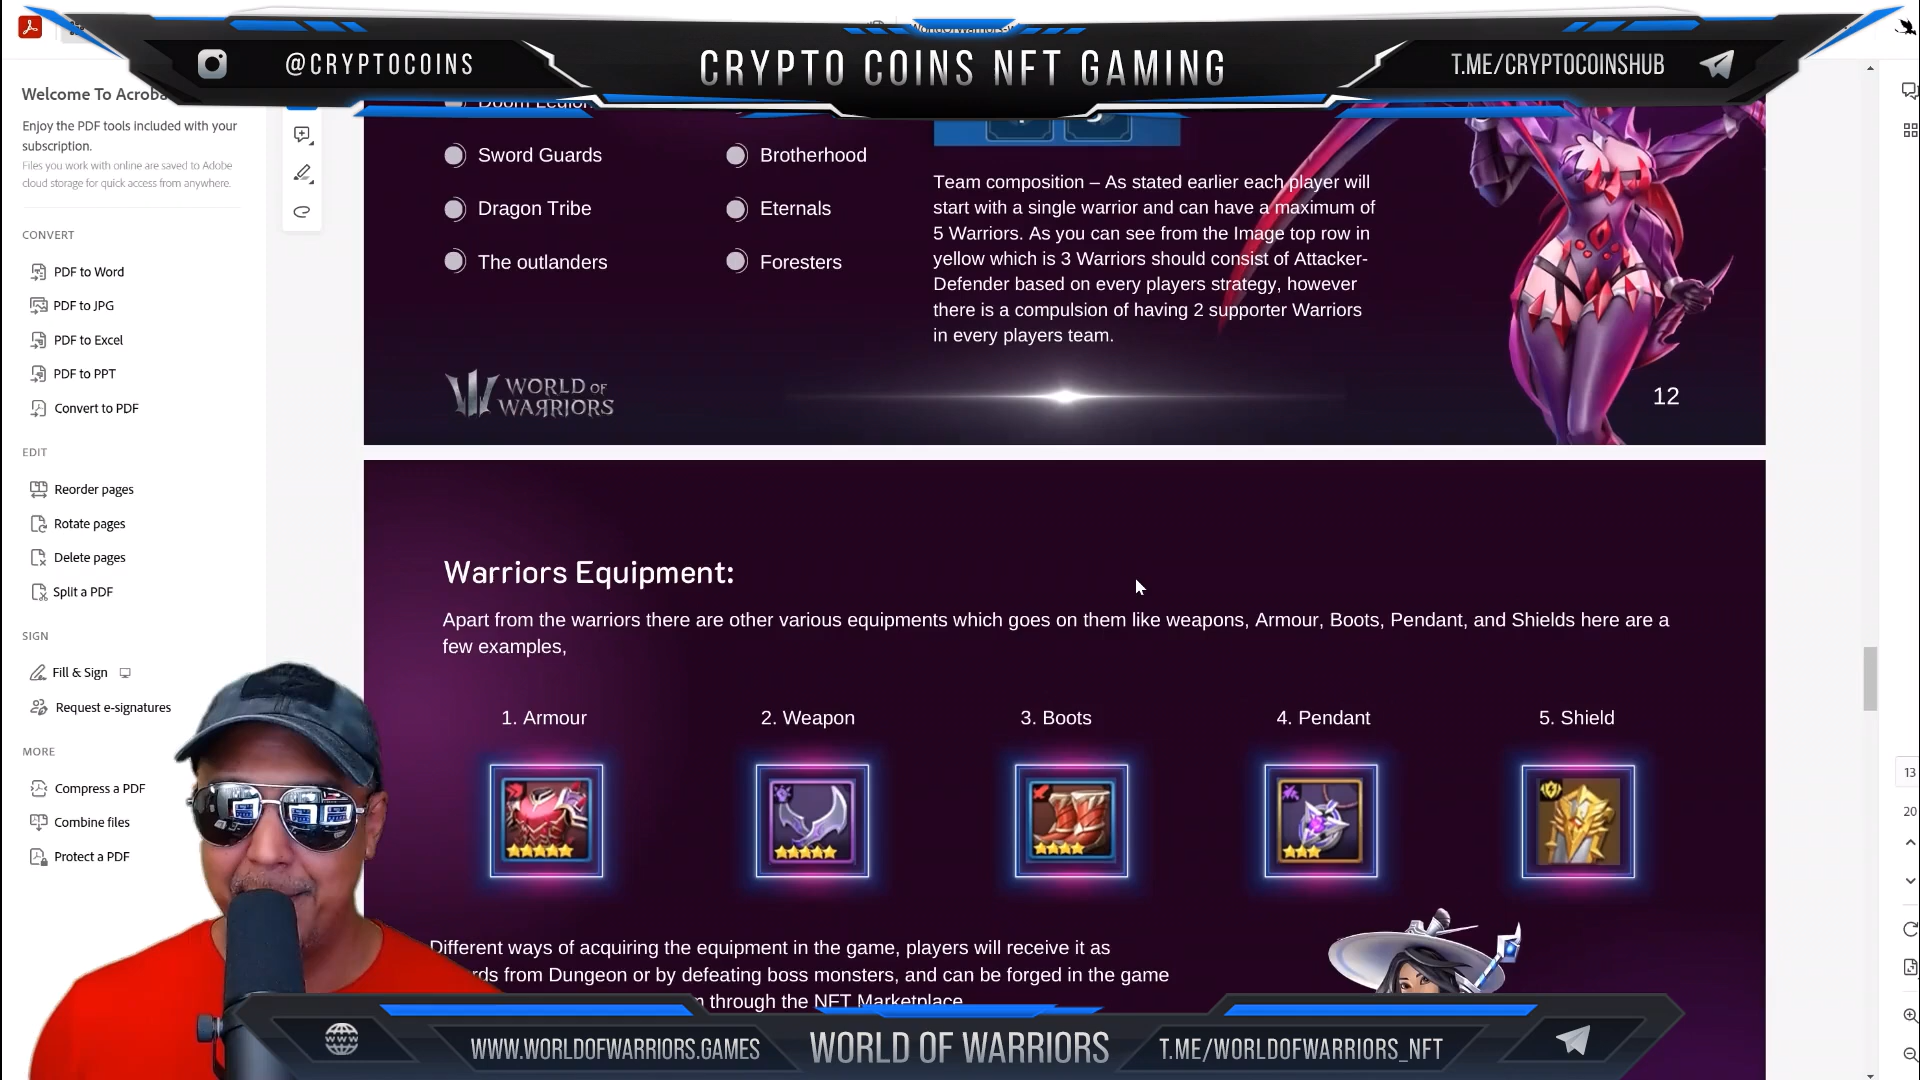 @CRYPTOCOINS
CRYPTO COINS NFT GAMING
T.ME/CRYPTOCOINSHUB
Welcome To Acroba
Enjoy the PDF tools included with your
subscription.
Files you work with online are saved to Adobe
cloud storage for quick access from anywhere.
CONVERT
PDF to Word
PDF to JPG
PDF to Excel
PDF to PPT
Convert to PDF
EDIT
Reorder pages
Rotate pages
Delete pages
Split a PDF
SIGN
Fill & Sign
Request e-signatures
MORE
Compress a PDF
Combine files
Protect a PDF
Doom Legion
Sword Guards
Dragon Tribe
The outlanders
Brotherhood
Eternals
Foresters
Team composition – As stated earlier each player will
start with a single warrior and can have a maximum of
5 Warriors. As you can see from the Image top row in
yellow which is 3 Warriors should consist of Attacker-
Defender based on every players strategy, however
there is a compulsion of having 2 supporter Warriors
in every players team.
WORLD OF
WARRIORS
12
Warriors Equipment:
Apart from the warriors there are other various equipments which goes on them like weapons, Armour, Boots, Pendant, and Shields here are a
few examples,
1. Armour
2. Weapon
3. Boots
4. Pendant
5. Shield
Different ways of acquiring the equipment in the game, players will receive it as
rds from Dungeon or by defeating boss monsters, and can be forged in the game
through the NFT Marketplace
13
20
WWW.WORLDOFWARRIORS.GAMES
WORLD OF WARRIORS
T.ME/WORLDOFWARRIORS_NFT